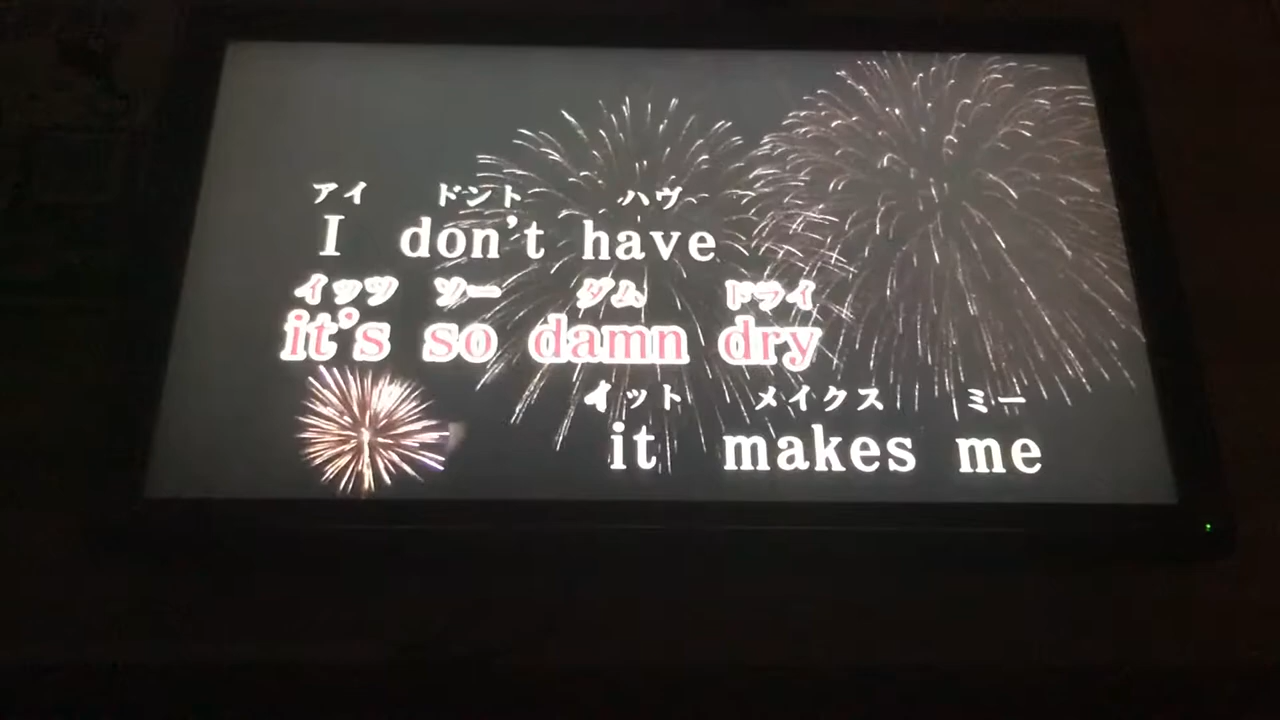 アイ ドント ハヴ
I don't have
イッツ ソー ダム ドライ
it's so damn dry
イット メイクス ミー
it makes me